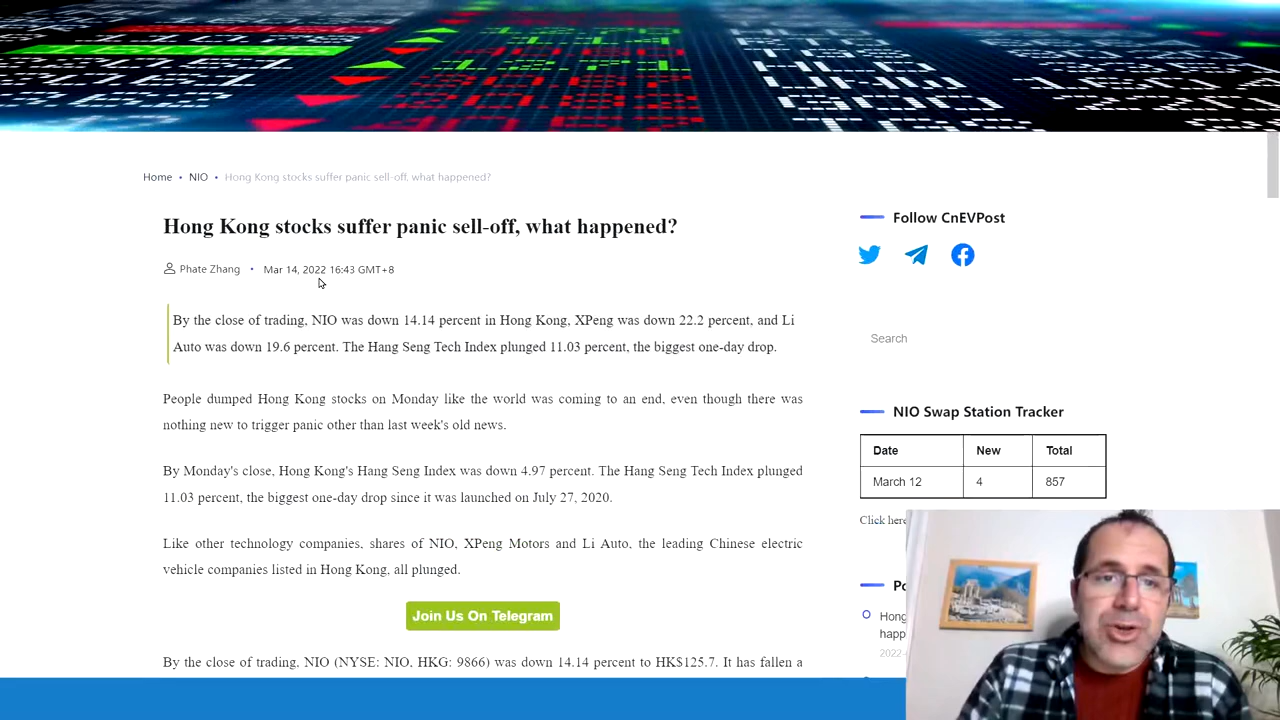 Home • NIO • Hong Kong stocks suffer panic sell-off, what happened?
Hong Kong stocks suffer panic sell-off, what happened?
Phate Zhang • Mar 14, 2022 16:43 GMT+8
By the close of trading, NIO was down 14.14 percent in Hong Kong, XPeng was down 22.2 percent, and Li
Auto was down 19.6 percent. The Hang Seng Tech Index plunged 11.03 percent, the biggest one-day drop.
People dumped Hong Kong stocks on Monday like the world was coming to an end, even though there was
nothing new to trigger panic other than last week's old news.
By Monday's close, Hong Kong's Hang Seng Index was down 4.97 percent. The Hang Seng Tech Index plunged
11.03 percent, the biggest one-day drop since it was launched on July 27, 2020.
Like other technology companies, shares of NIO, XPeng Motors and Li Auto, the leading Chinese electric
vehicle companies listed in Hong Kong, all plunged.
Join Us On Telegram
By the close of trading, NIO (NYSE: NIO, HKG: 9866) was down 14.14 percent to HK$125.7. It has fallen a
Follow CnEVPost
Search
NIO Swap Station Tracker
Date New Total
March 12 4 857
Click here
Hong
happ
2022